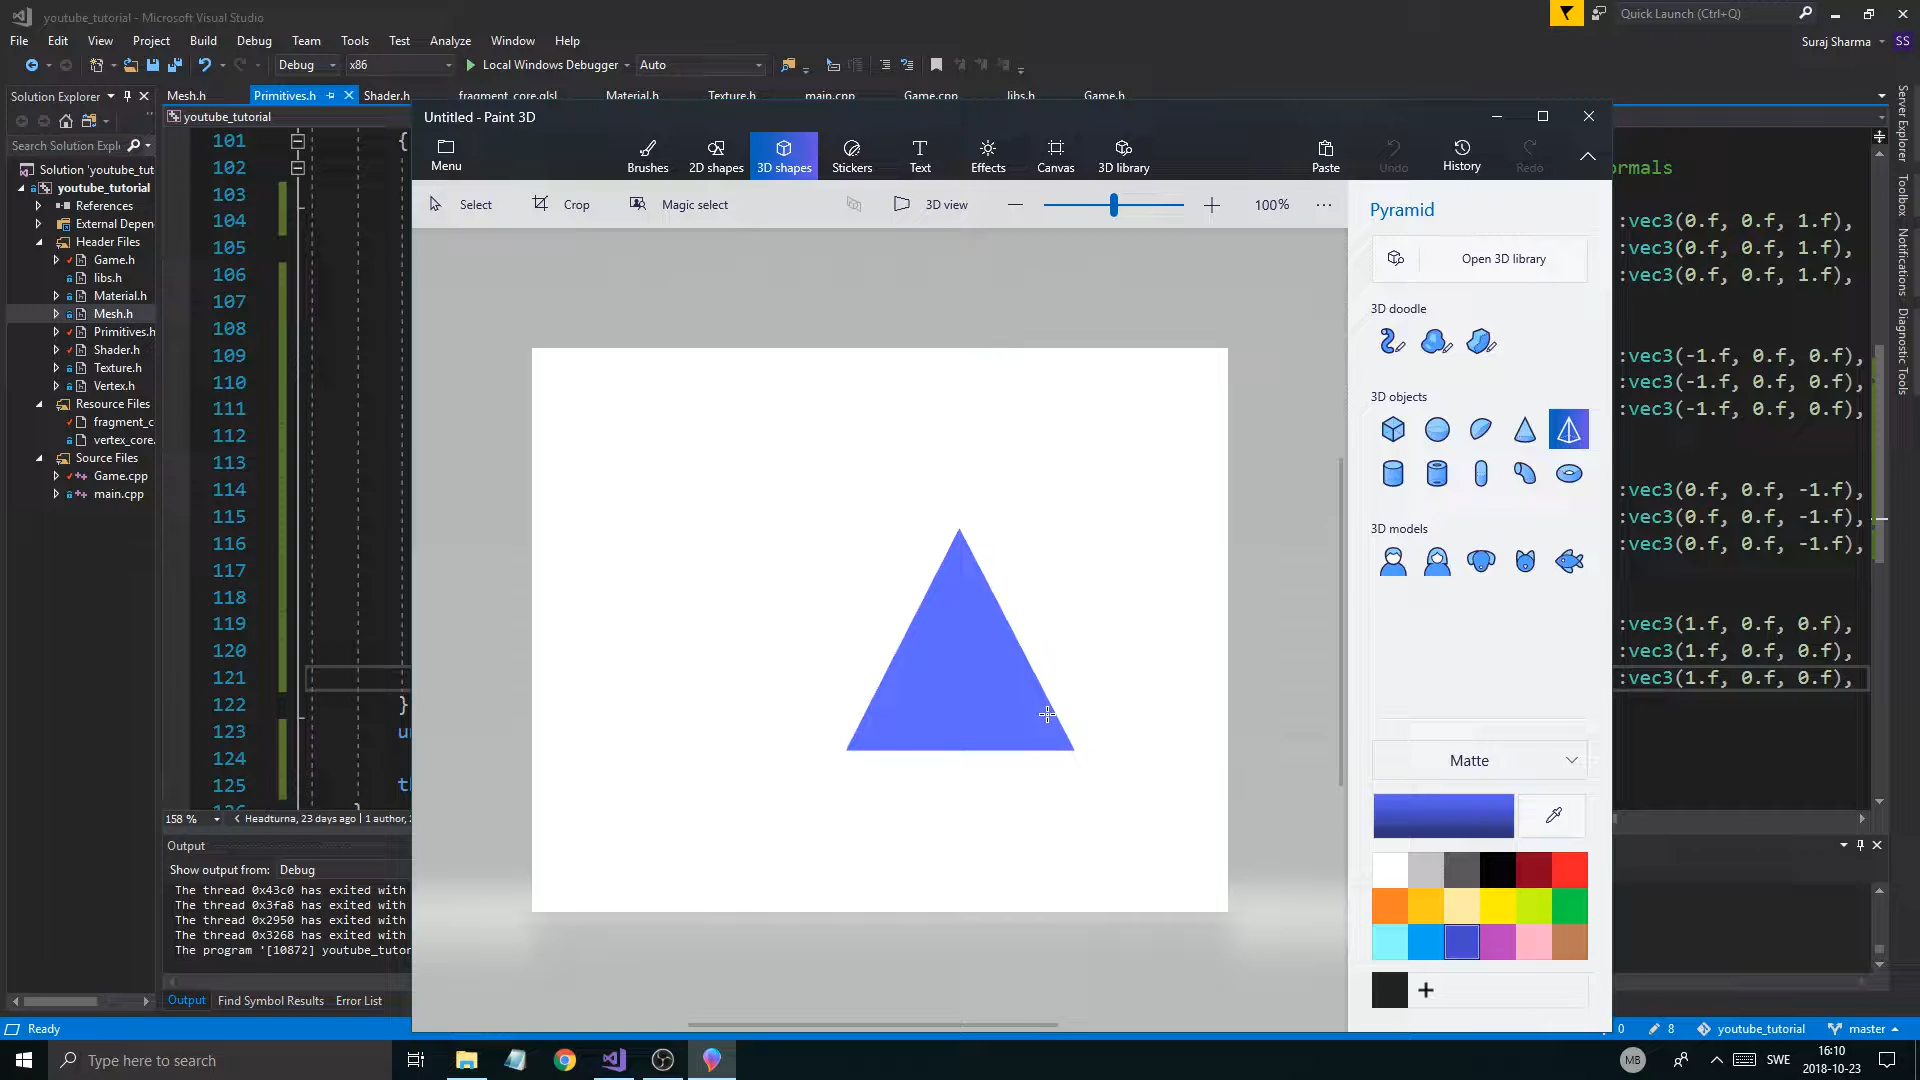 youtube_tutorial - Microsoft Visual Studio
Quick Launch (Ctrl+Q)
File Edit View Project Build Debug Team Tools Test Analyze Window Help
Suraj Sharma
SS
Debug
x86
Local Windows Debugger
Auto
Solution Explorer
Mesh.h
Primitives.h
Shader.h
fragment_core.glsl
Material.h
Texture.h
main.cpp
Game.cpp
libs.h
Game.h
youtube_tutorial
Search Solution Explo
Solution 'youtube_tut
youtube_tutorial
References
External Depen
Header Files
Game.h
libs.h
Material.h
Mesh.h
Primitives.h
Shader.h
Texture.h
Vertex.h
Resource Files
fragment_c
vertex_core.
Source Files
Game.cpp
main.cpp
101 {
102
103
104
105
106
107
108
109
110
111
112
113
114
115
116
117
118
119
120
121
122 }
123 u
124
125 t
126
158 %
Headturna, 23 days ago | 1 author, 2
Untitled - Paint 3D
Menu
Brushes
2D shapes
3D shapes
Stickers
Text
Effects
Canvas
3D library
Paste
Undo
History
Redo
Select
Crop
Magic select
3D view
100%
Pyramid
Open 3D library
3D doodle
3D objects
3D models
Matte
ormals
:vec3(0.f, 0.f, 1.f),
:vec3(0.f, 0.f, 1.f),
:vec3(0.f, 0.f, 1.f),
:vec3(-1.f, 0.f, 0.f),
:vec3(-1.f, 0.f, 0.f),
:vec3(-1.f, 0.f, 0.f),
:vec3(0.f, 0.f, -1.f),
:vec3(0.f, 0.f, -1.f),
:vec3(0.f, 0.f, -1.f),
:vec3(1.f, 0.f, 0.f),
:vec3(1.f, 0.f, 0.f),
:vec3(1.f, 0.f, 0.f),
Server Explorer
Toolbox
Notifications
Diagnostic Tools
Output
Show output from: Debug
The thread 0x43c0 has exited with
The thread 0x3fa8 has exited with
The thread 0x2950 has exited with
The thread 0x3268 has exited with
The program '[10872] youtube_tutor
Output
Find Symbol Results
Error List
Ready
0
8
youtube_tutorial
master
Type here to search
MB
SWE
16:10
2018-10-23